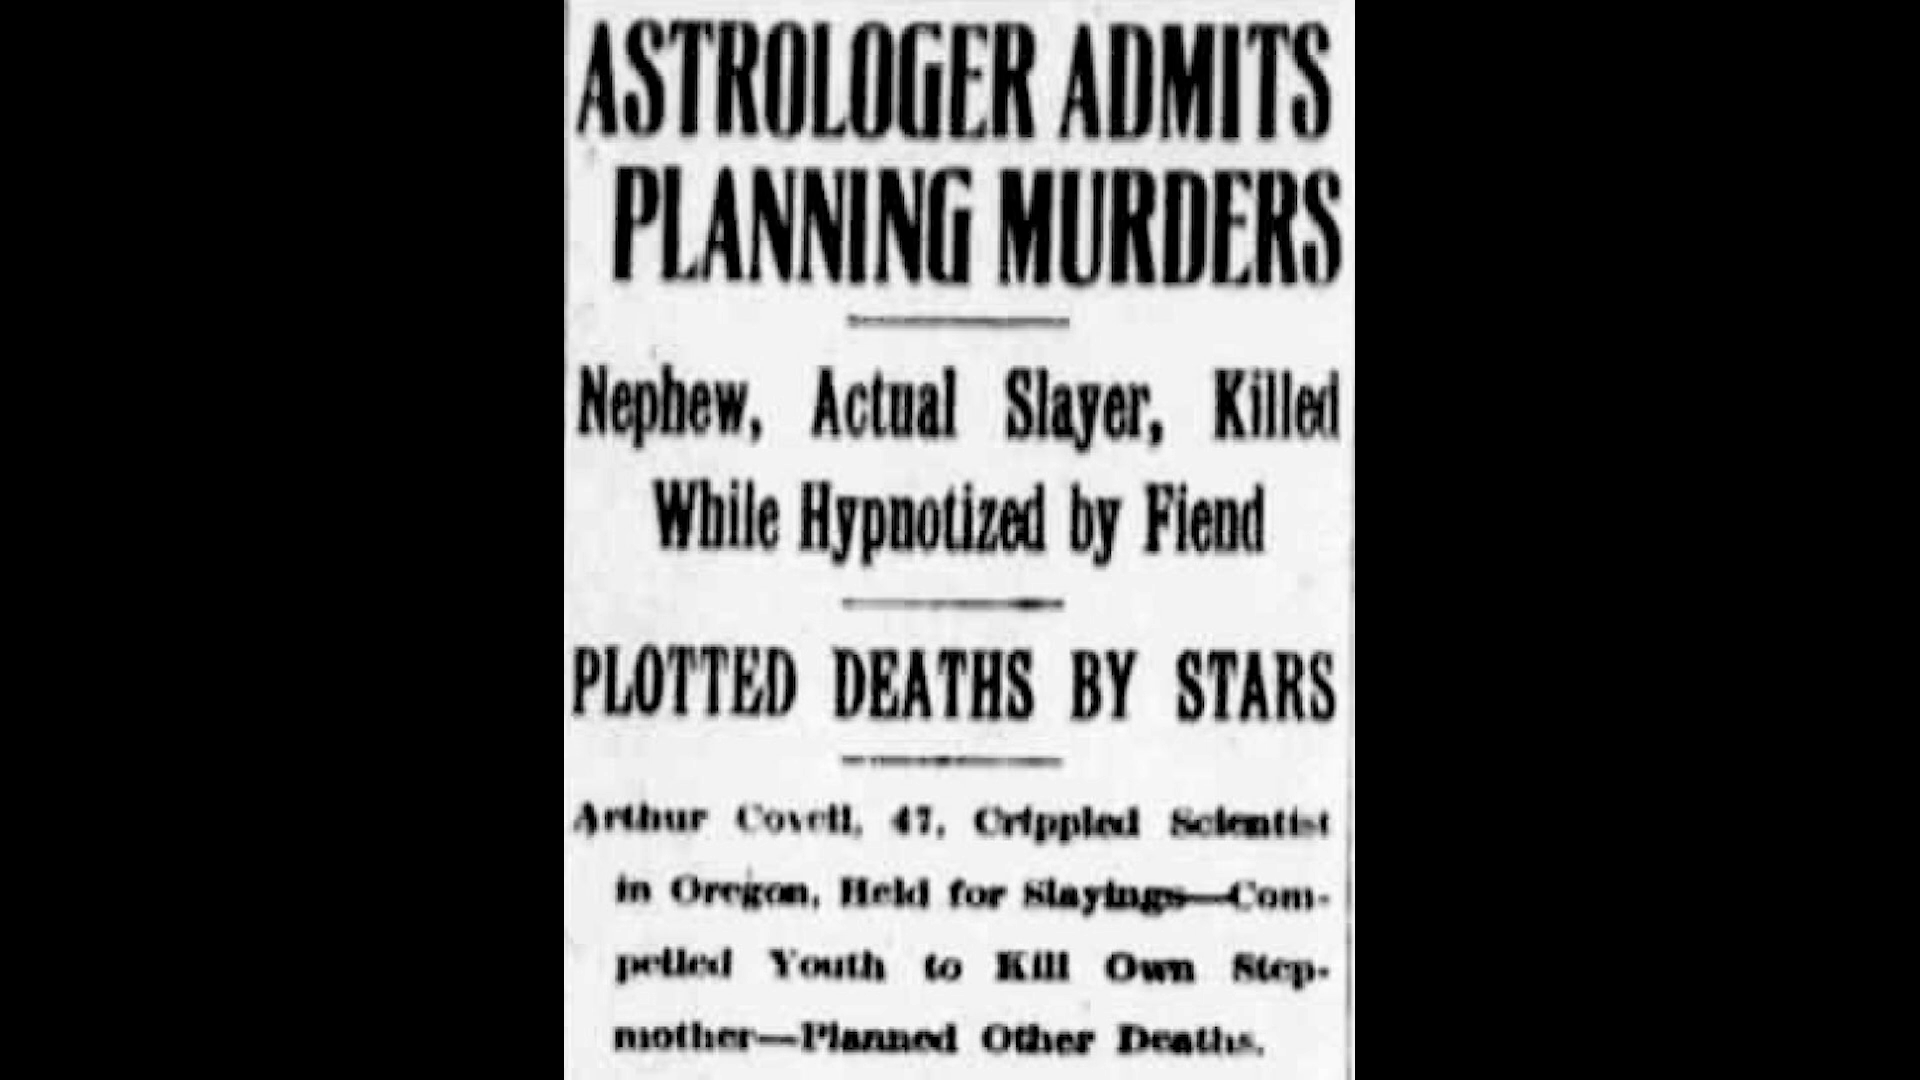 ASTROLOGER ADMITS
PLANNING MURDERS
Nephew, Actual Slayer, Killed
While Hypnotized by Fiend
PLOTTED DEATHS BY STARS
Arthur Covell, 47, Crippled Scientist
in Oregon, Held for Slayings—Com-
pelled Youth to Kill Own Step-
mother—Planned Other Deaths.